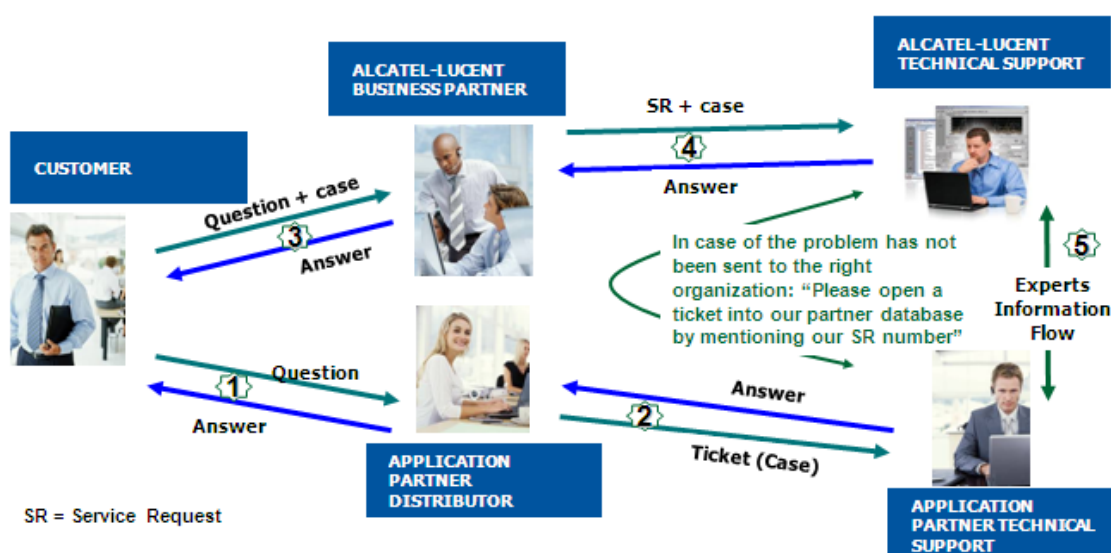 ALCATEL-LUCENT
TECHNICAL SUPPORT
ALCATEL-LUCENT
BUSINESS PARTNER
SR + case
4
Answer
CUSTOMER
Question + case
3
Answer
In case of the problem has not
been sent to the right
organization: “Please open a
ticket into our partner database
by mentioning our SR number”
5
Experts
Information
Flow
Question
1
Answer
Answer
2
Ticket (Case)
APPLICATION
PARTNER
DISTRIBUTOR
APPLICATION
PARTNER TECHNICAL
SUPPORT
SR = Service Request